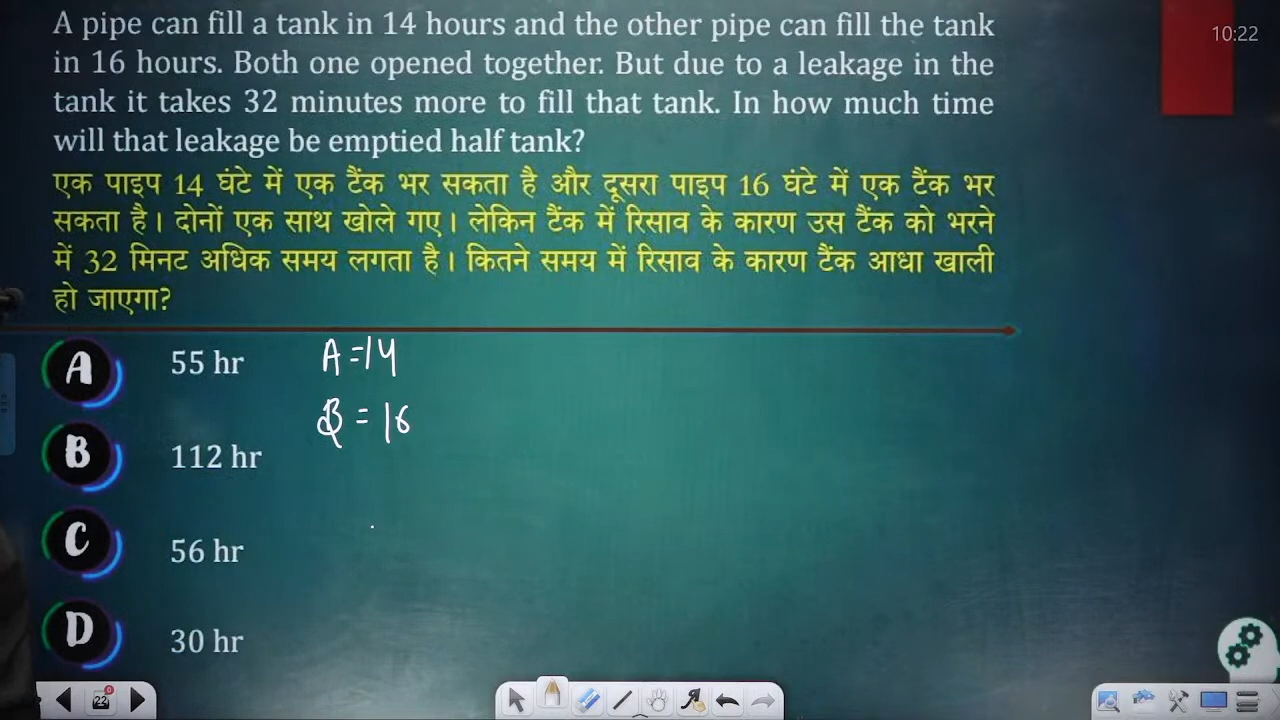 A pipe can fill a tank in 14 hours and the other pipe can fill the tank
in 16 hours. Both one opened together. But due to a leakage in the
tank it takes 32 minutes more to fill that tank. In how much time
will that leakage be emptied half tank?
एक पाइप 14 घंटे में एक टैंक भर सकता है और दूसरा पाइप 16 घंटे में एक टैंक भर
सकता है। दोनों एक साथ खोले गए। लेकिन टैंक में रिसाव के कारण उस टैंक को भरने
में 32 मिनट अधिक समय लगता है। कितने समय में रिसाव के कारण टैंक आधा खाली
हो जाएगा?
A 55 hr
B 112 hr
C 56 hr
D 30 hr
A = 14
B = 16
10:22
22